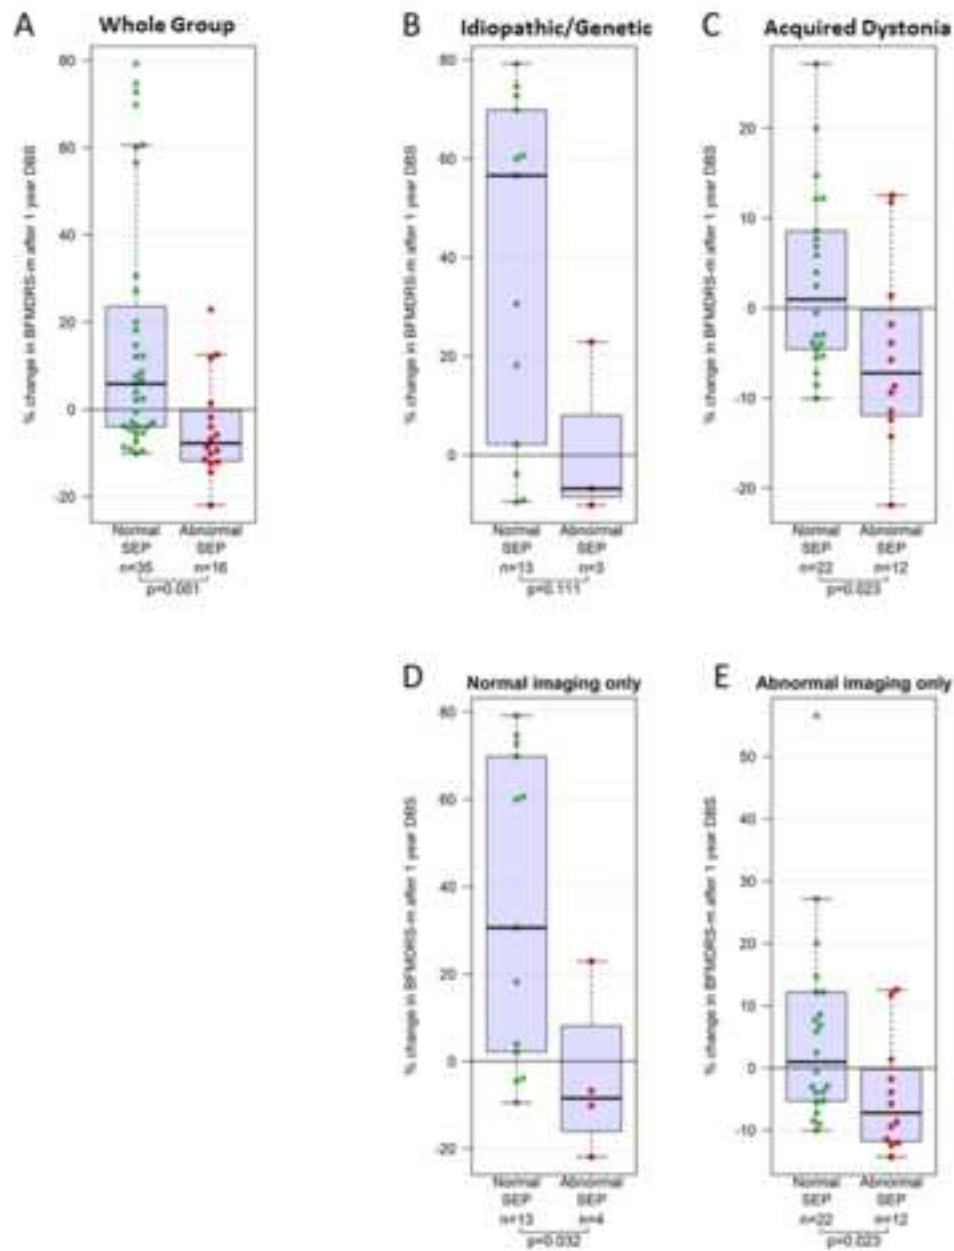 A
Whole Group
% change in BFMDRS-m after 1 year DBS
80
60
40
20
0
-20
Normal Abnormal
SEP SEP
n=35 n=16
p=0.001
B
Idiopathic/Genetic
% change in BFMDRS-m after 1 year DBS
80
60
40
20
0
Normal Abnormal
SEP SEP
n=13 n=3
p=0.111
C
Acquired Dystonia
% change in BFMDRS-m after 1 year DBS
20
10
0
-10
-20
Normal Abnormal
SEP SEP
n=22 n=12
p=0.023
D
Normal imaging only
% change in BFMDRS-m after 1 year DBS
80
60
40
20
0
-20
Normal Abnormal
SEP SEP
n=13 n=4
p=0.032
E
Abnormal imaging only
% change in BFMDRS-m after 1 year DBS
50
40
30
20
10
0
-10
Normal Abnormal
SEP SEP
n=22 n=12
p=0.023